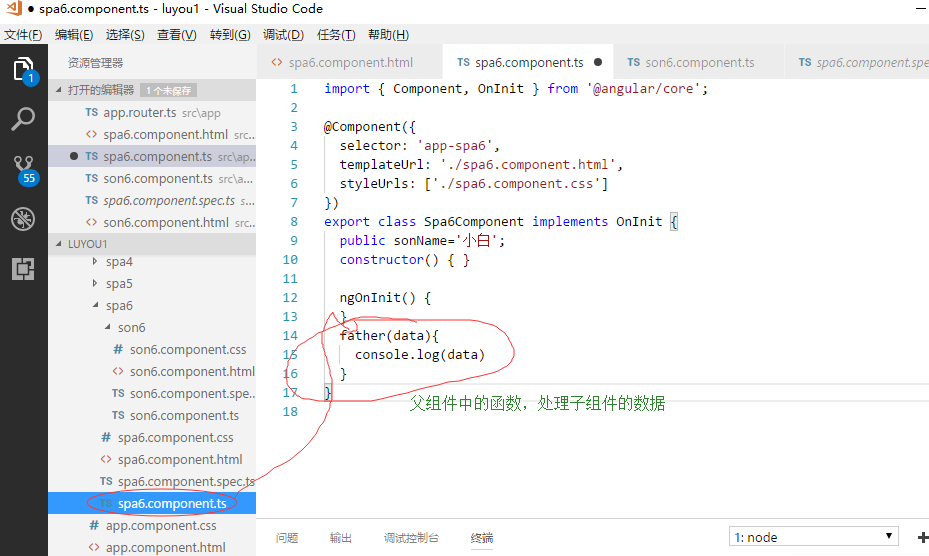 ● spa6.component.ts - luyou1 - Visual Studio Code
文件(F) 编辑(E) 选择(S) 查看(V) 转到(G) 调试(D) 任务(T) 帮助(H)
资源管理器
<> spa6.component.html TS spa6.component.ts ● TS son6.component.ts TS spa6.component.spe
打开的编辑器 1 个未保存
TS app.router.ts src\app
<> spa6.component.html src...
● TS spa6.component.ts src\ap...
TS son6.component.ts src\a...
TS spa6.component.spec.ts s...
<> son6.component.html src...
LUYOU1
spa4
spa5
spa6
son6
# son6.component.css
<> son6.component.html
TS son6.component.spe...
TS son6.component.ts
# spa6.component.css
<> spa6.component.html
TS spa6.component.spec.ts
TS spa6.component.ts
# app.component.css
<> app.component.html
1
55
1 import { Component, OnInit } from '@angular/core';
2
3 @Component({
4 selector: 'app-spa6',
5 templateUrl: './spa6.component.html',
6 styleUrls: ['./spa6.component.css']
7 })
8 export class Spa6Component implements OnInit {
9 public sonName='小白';
10 constructor() { }
11
12 ngOnInit() {
13 }
14 father(data){
15 console.log(data)
16 }
17 }
18
父组件中的函数，处理子组件的数据
问题 输出 调试控制台 终端 1: node